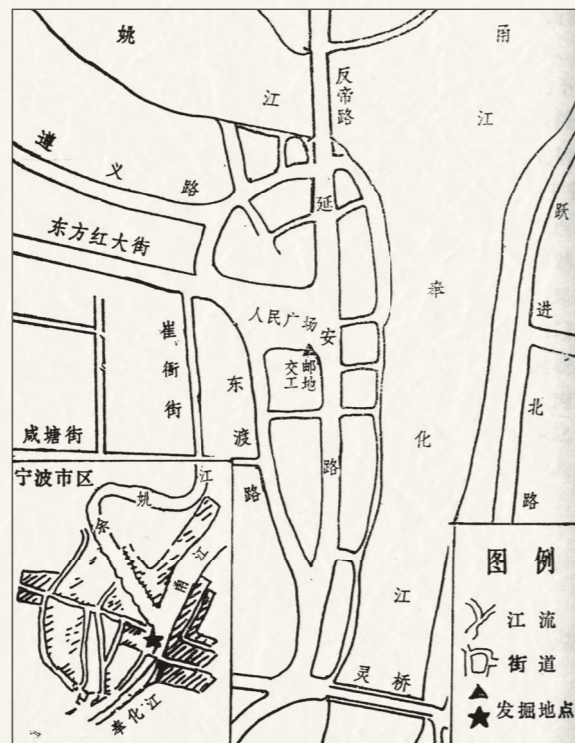 姚江
甬江
反帝路
遵义路
延安路
东方红大街
人民广场
邮电
交工地
崔衙街
东渡路
咸塘街
奉化江
跃进北路
灵桥
宁波市区
余姚江
甬江
奉化江
图例
江流
街道
发掘地点